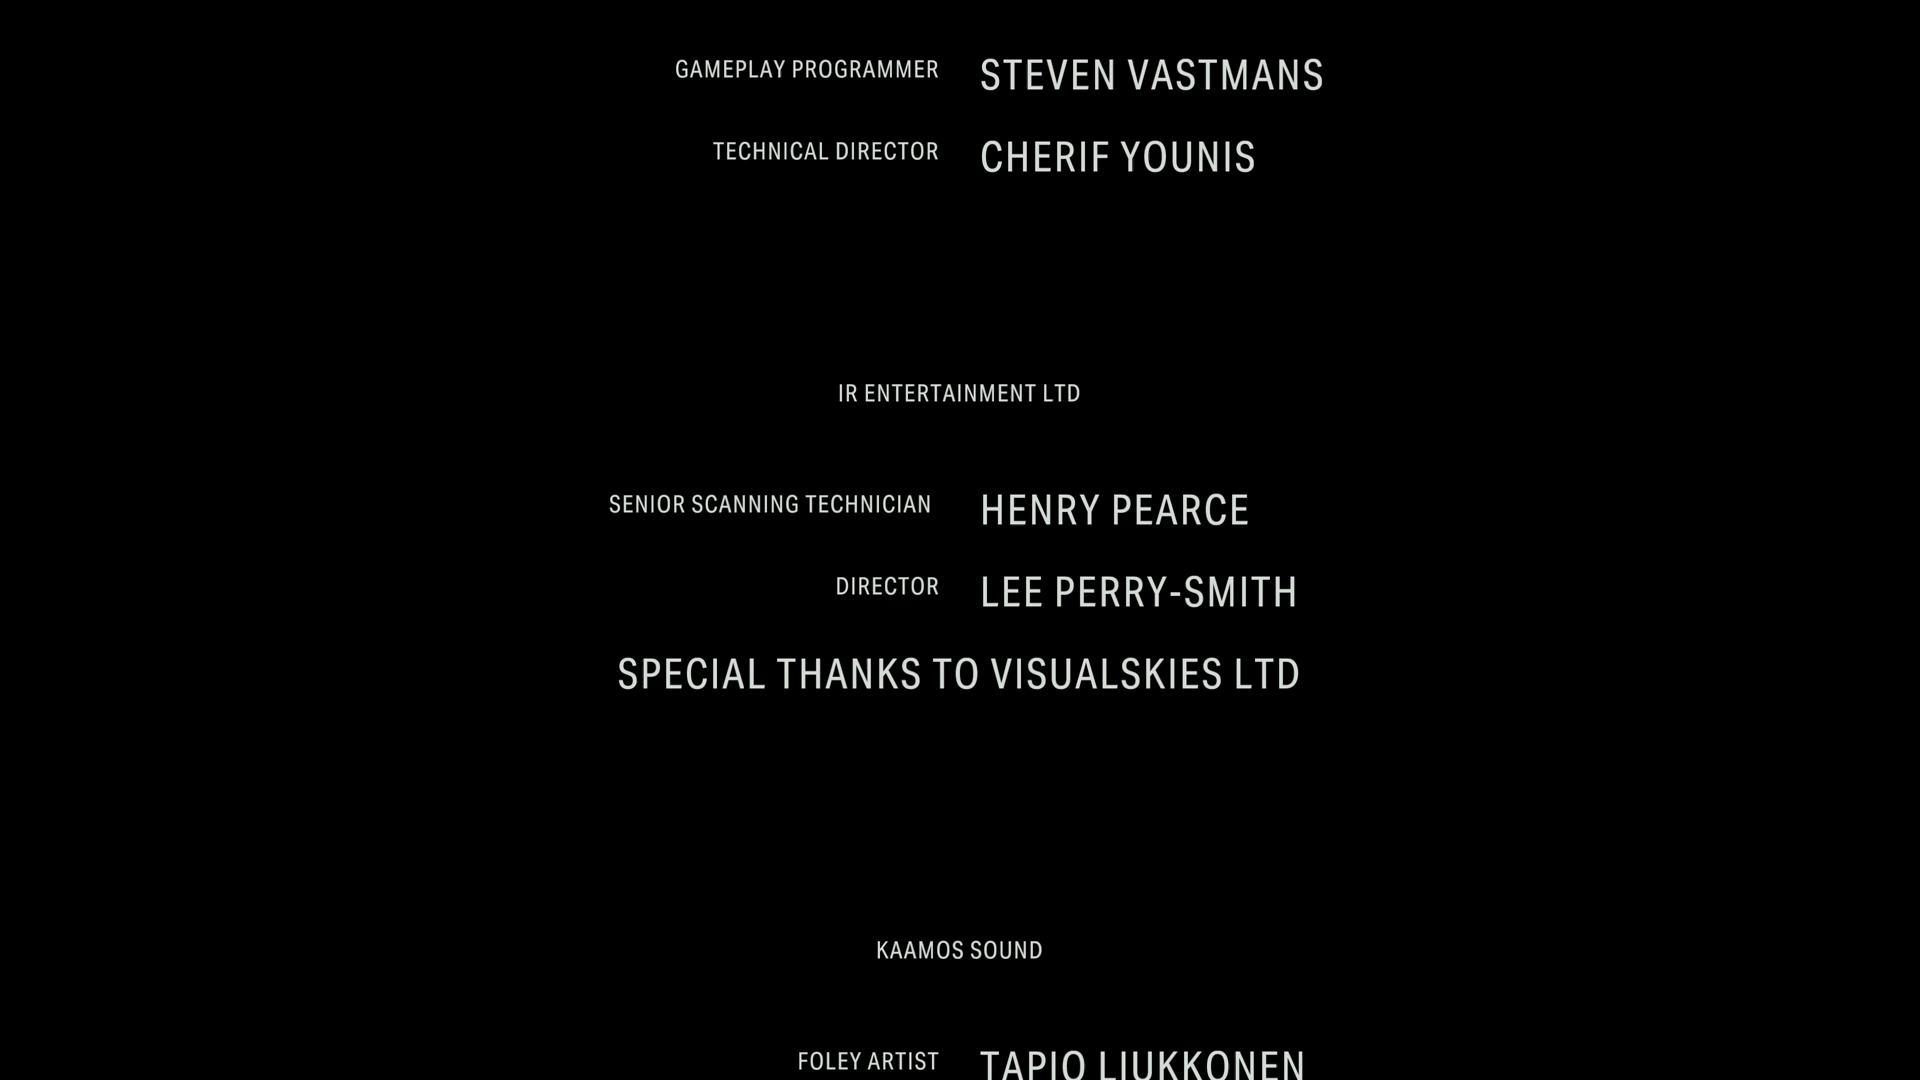 GAMEPLAY PROGRAMMER STEVEN VASTMANS
TECHNICAL DIRECTOR CHERIF YOUNIS
IR ENTERTAINMENT LTD
SENIOR SCANNING TECHNICIAN HENRY PEARCE
DIRECTOR LEE PERRY-SMITH
SPECIAL THANKS TO VISUALSKIES LTD
KAAMOS SOUND
FOLEY ARTIST TAPIO LIUKKONEN